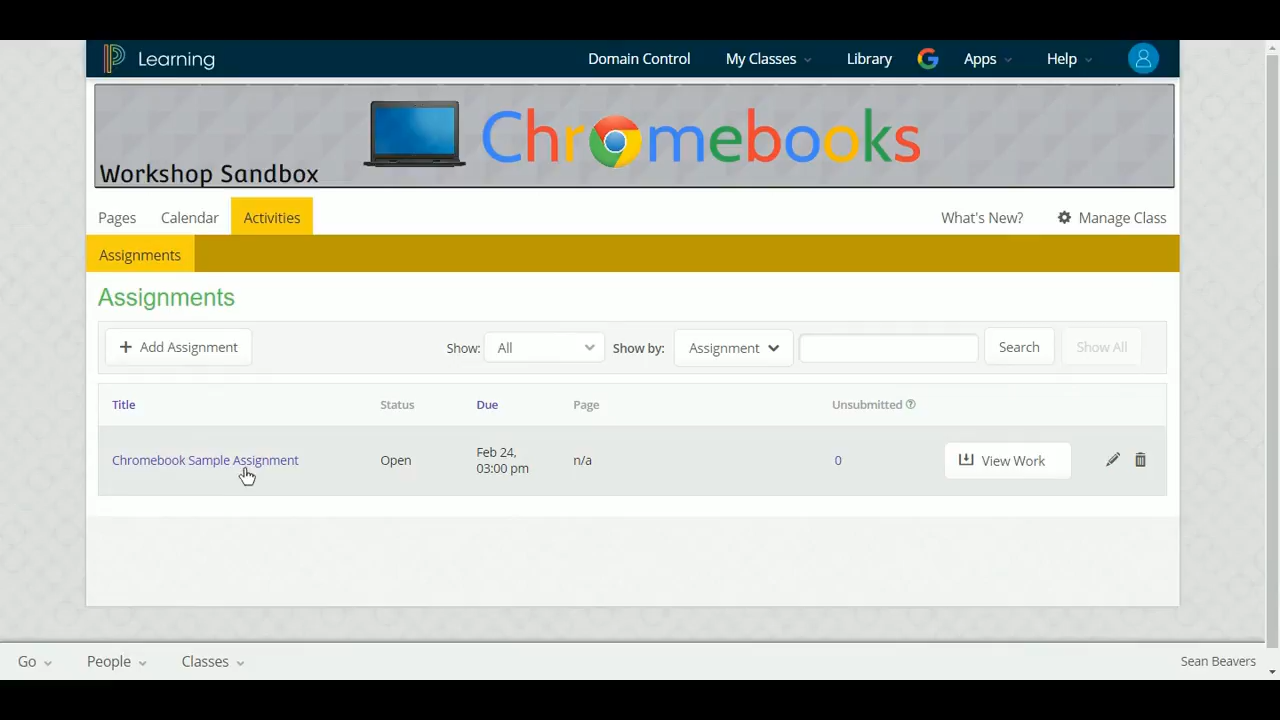 Learning
Domain Control My Classes Library Apps Help
Chromebooks
Workshop Sandbox
Pages Calendar Activities What's New? Manage Class
Assignments
Assignments
+ Add Assignment Show: All Show by: Assignment Search Show All
Title Status Due Page Unsubmitted ?
Chromebook Sample Assignment Open Feb 24, n/a 0 View Work
03:00 pm
Go People Classes Sean Beavers